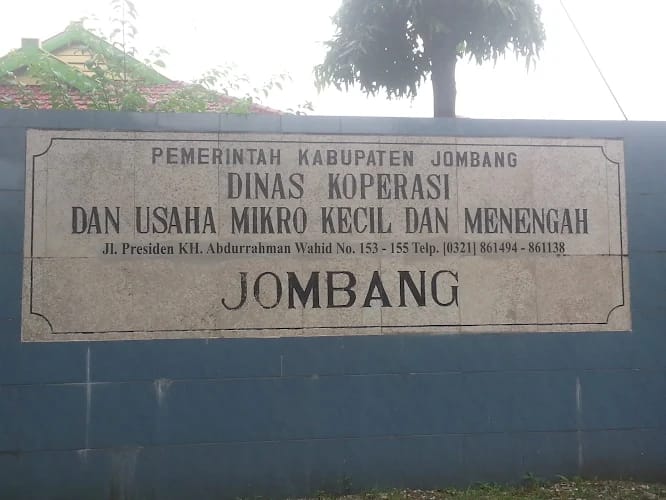 PEMERINTAH KABUPATEN JOMBANG
DINAS KOPERASI
DAN USAHA MIKRO KECIL DAN MENENGAH
Jl. Presiden KH. Abdurrahman Wahid No. 153 - 155 Telp. [0321] 861494 - 861138
JOMBANG